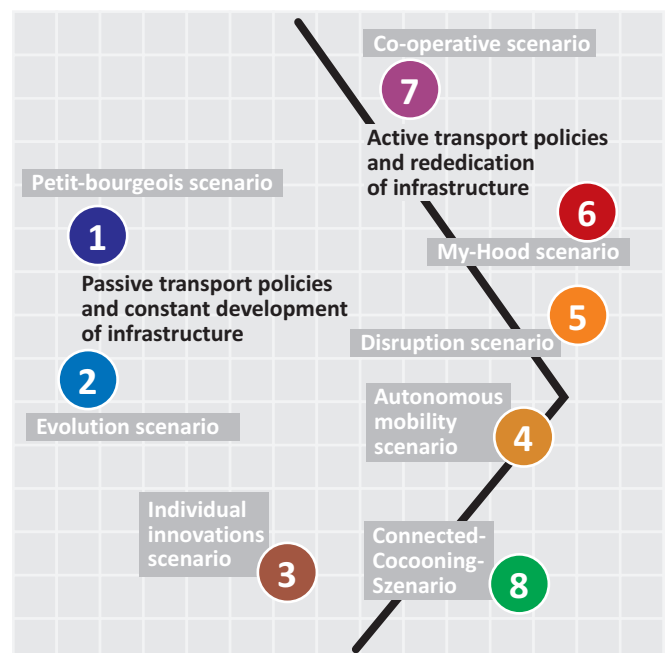 Co-operative scenario
7
Active transport policies
and rededication
of infrastructure
Petit-bourgeois scenario
1
6
My-Hood scenario
Passive transport policies
and constant development
of infrastructure
5
Disruption scenario
2
Evolution scenario
Autonomous
mobility
scenario
4
Individual
innovations
scenario
3
Connected-
Cocooning-
Szenario
8